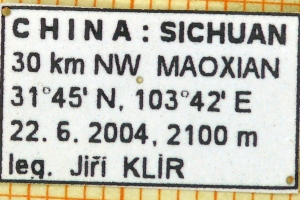 CHINA: SICHUAN
30 km NW MAOXIAN
31°45' N, 103°42' E
22. 6. 2004, 2100 m
leg. Jiří KLÍR